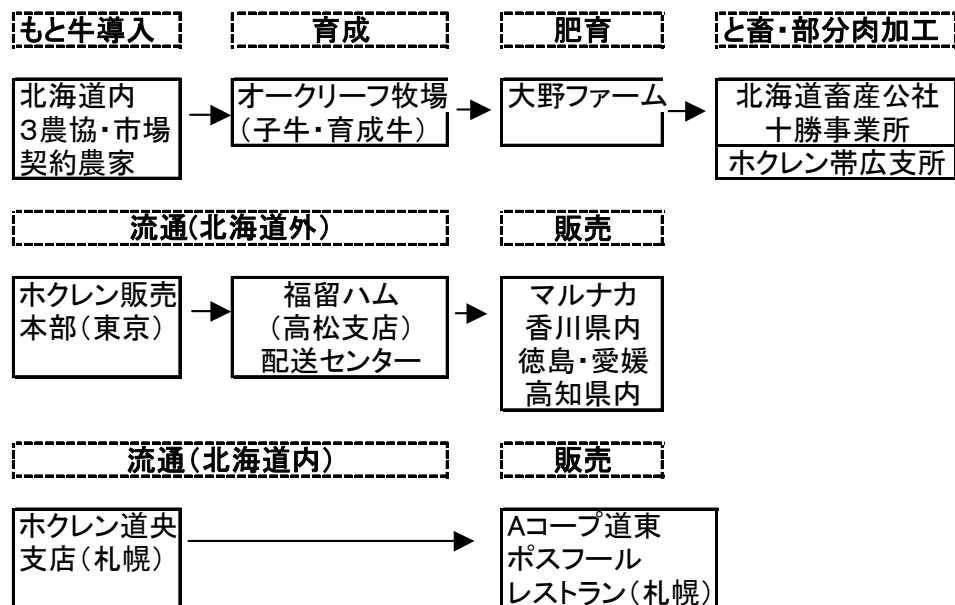 もと牛導入 育成 肥育 と畜・部分肉加工
北海道内
3農協・市場
契約農家
オークリーフ牧場
(子牛・育成牛)
大野ファーム
北海道畜産公社
十勝事業所
ホクレン帯広支所
流通(北海道外) 販売
ホクレン販売
本部(東京)
福留ハム
(高松支店)
配送センター
マルナカ
香川県内
徳島・愛媛
高知県内
流通(北海道内) 販売
ホクレン道央
支店(札幌)
Aコープ道東
ポスフール
レストラン(札幌)